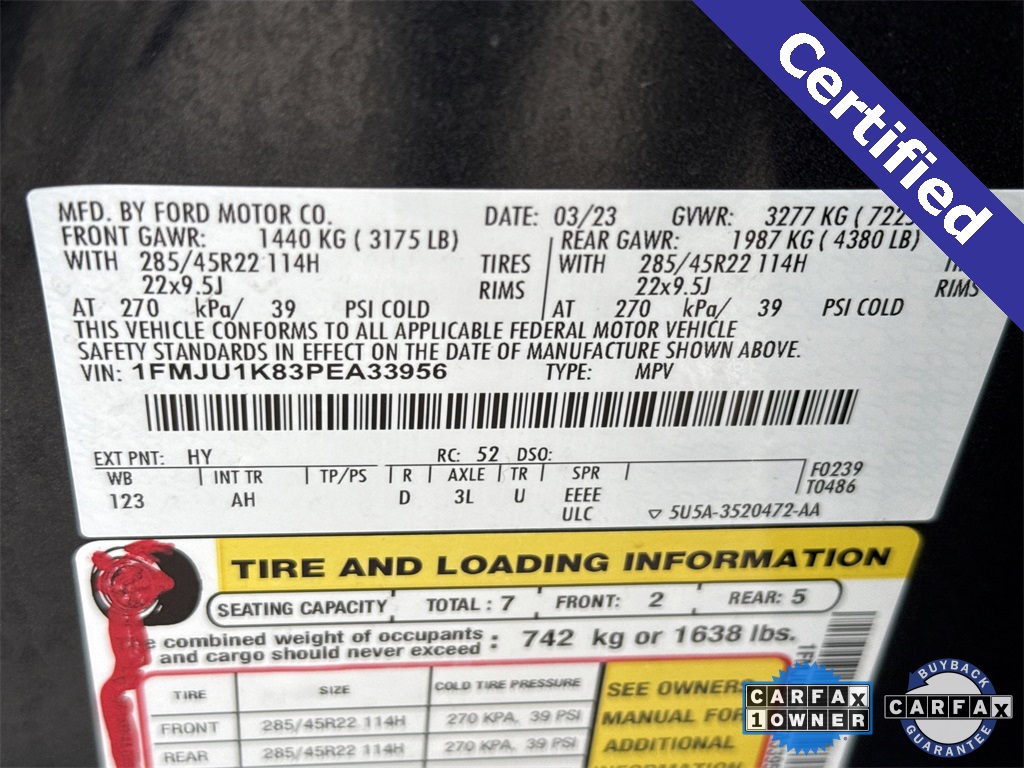 Certified
MFD. BY FORD MOTOR CO. DATE: 03/23 GVWR: 3277 KG
FRONT GAWR: 1440 KG ( 3175 LB) REAR GAWR: 1987 KG ( 4380 LB)
WITH 285/45R22 114H TIRES WITH 285/45R22 114H
22x9.5J RIMS 22x9.5J RIMS
AT 270 kPa/ 39 PSI COLD AT 270 kPa/ 39 PSI COLD
THIS VEHICLE CONFORMS TO ALL APPLICABLE FEDERAL MOTOR VEHICLE
SAFETY STANDARDS IN EFFECT ON THE DATE OF MANUFACTURE SHOWN ABOVE.
VIN: 1FMJU1K83PEA33956 TYPE: MPV
EXT PNT: HY RC: 52 DSO:
WB INT TR TP/PS R AXLE TR SPR F0239
123 AH D 3L U EEEE T0486
ULC 5U5A-3520472-AA
TIRE AND LOADING INFORMATION
SEATING CAPACITY TOTAL : 7 FRONT: 2 REAR: 5
combined weight of occupants : 742 kg or 1638 lbs.
and cargo should never exceed
TIRE SIZE COLD TIRE PRESSURE SEE OWNERS
FRONT 285/45R22 114H 270 KPA, 39 PSI MANUAL FOR
REAR 285/45R22 114H 270 KPA, 39 PSI ADDITIONAL
INFORMATION
CARFAX
1 OWNER
BUYBACK
CARFAX
GUARANTEE